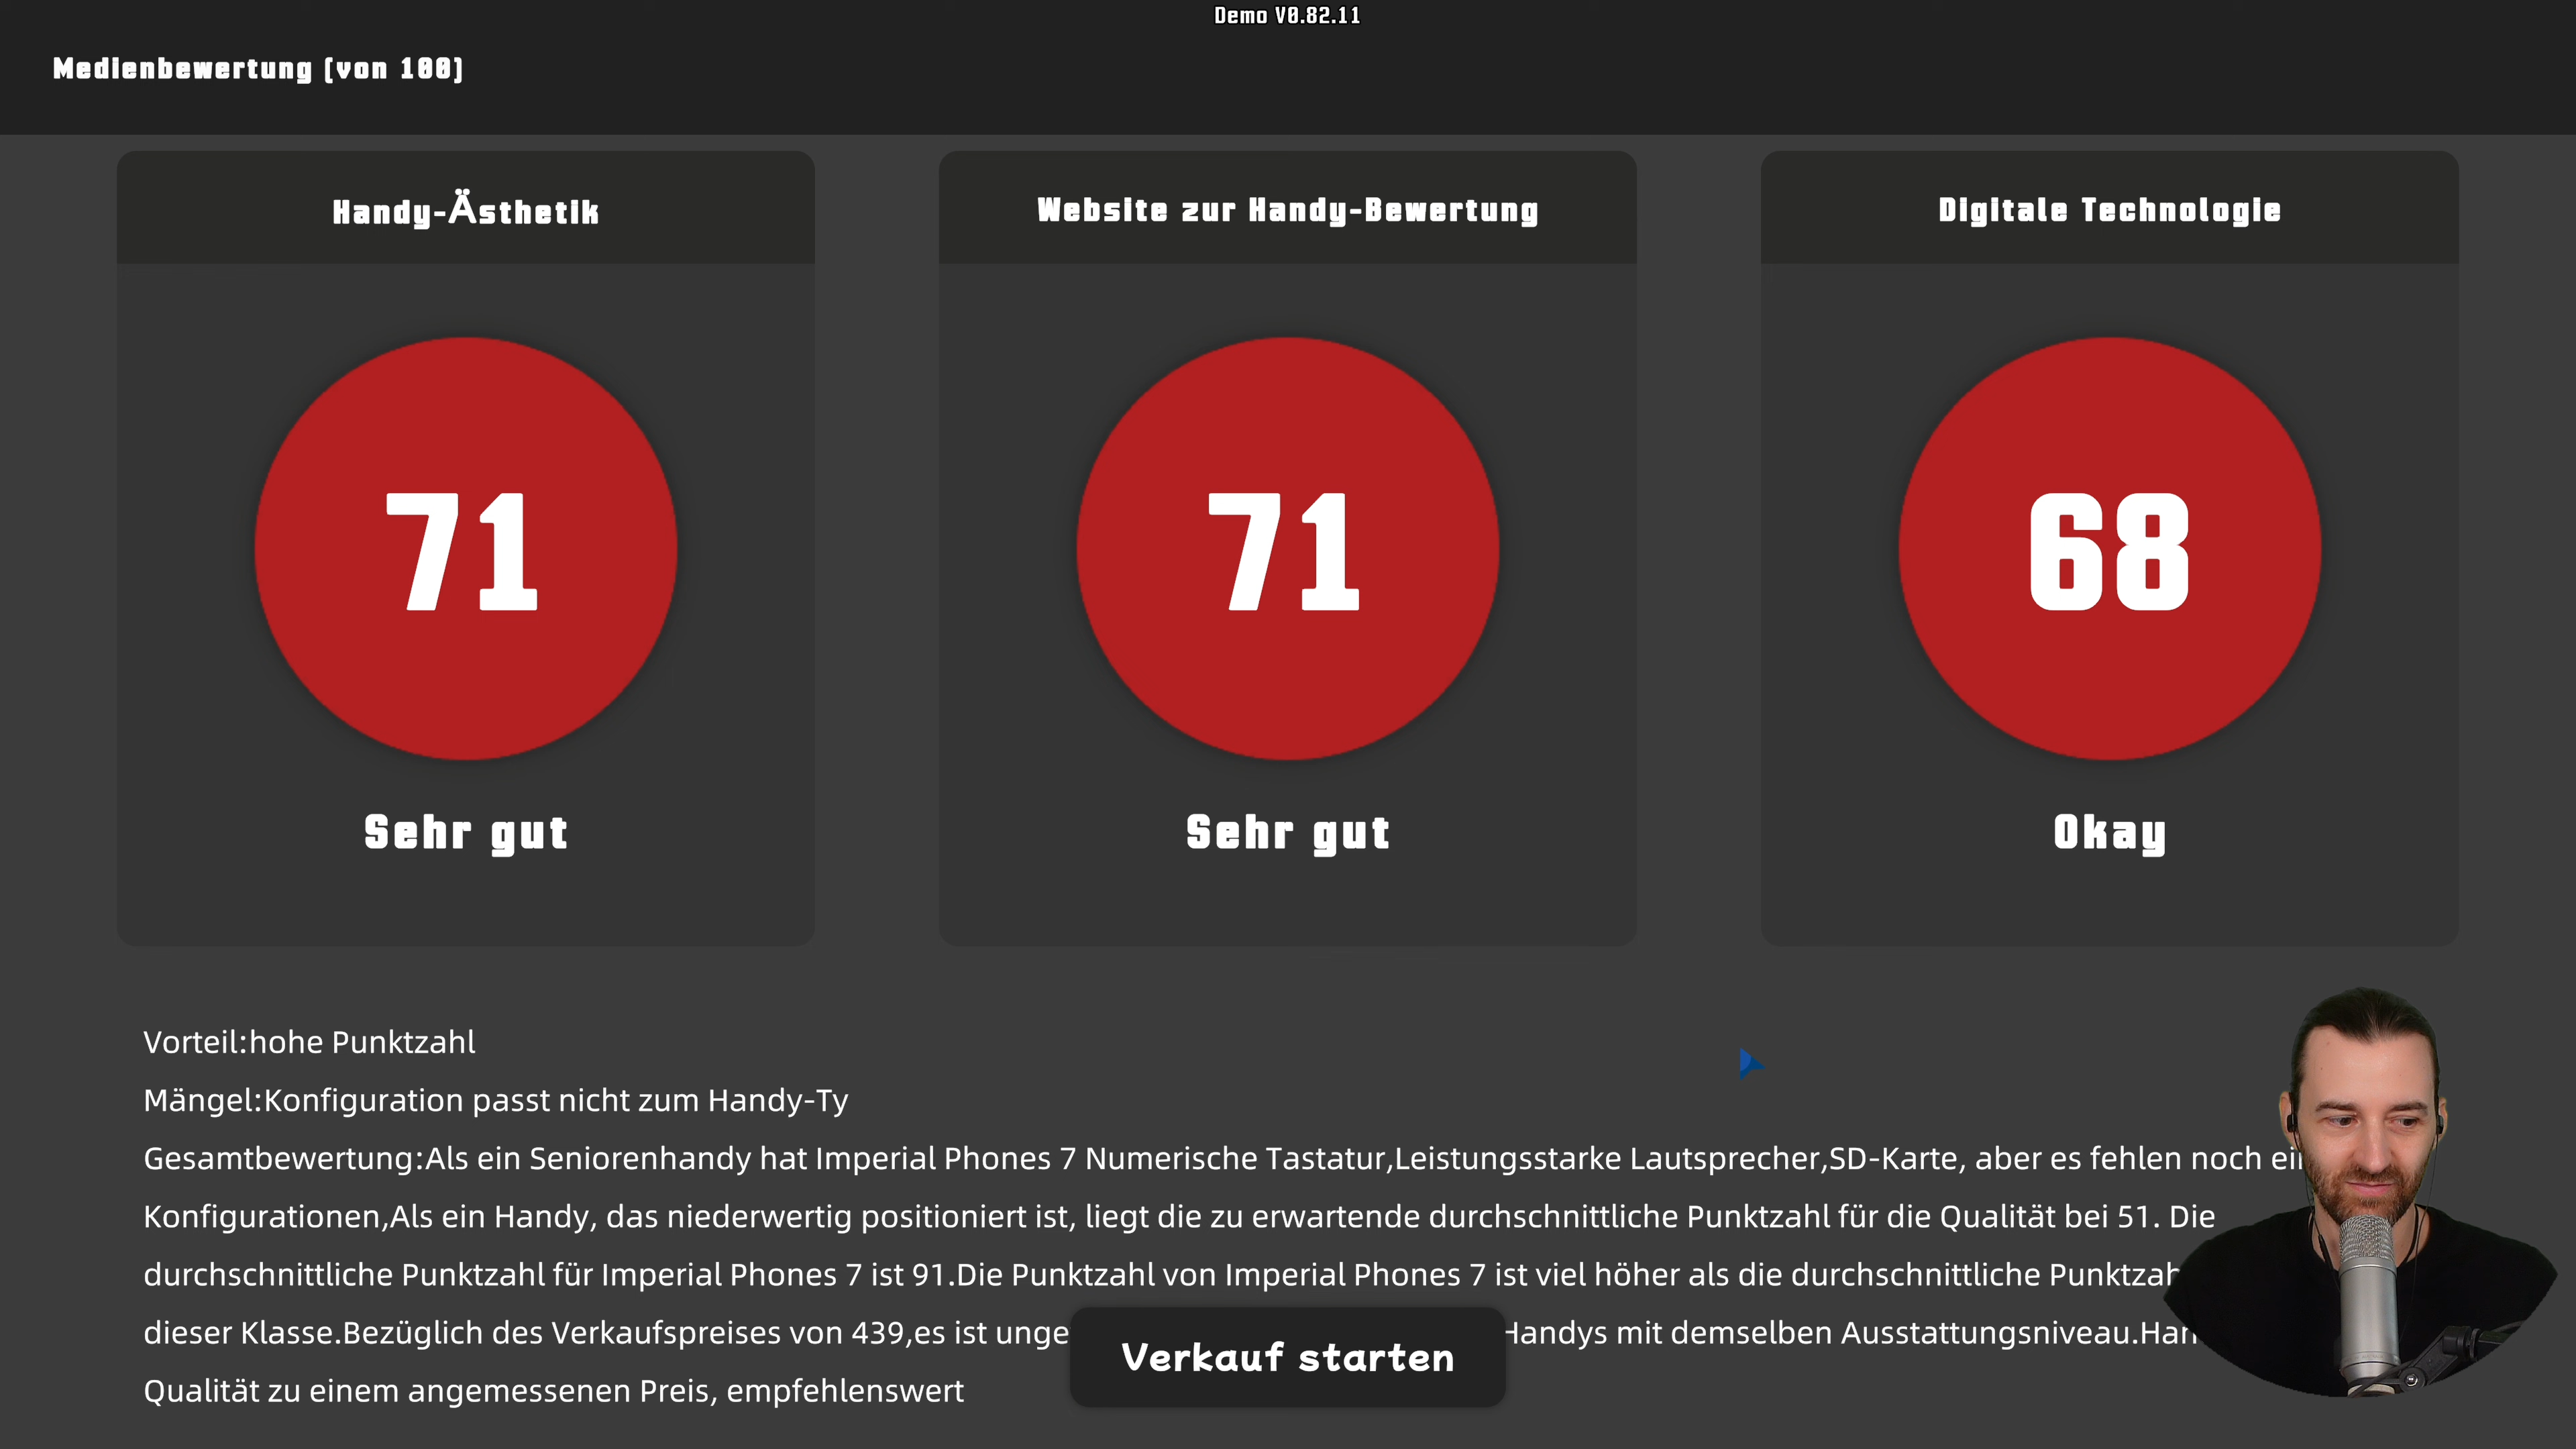 Demo V0.82.11
Medienbewertung (von 100)
Handy-Ästhetik
Website zur Handy-Bewertung
Digitale Technologie
71
71
68
Sehr gut
Sehr gut
Okay
Vorteil:hohe Punktzahl
Mängel:Konfiguration passt nicht zum Handy-Ty
Gesamtbewertung:Als ein Seniorenhandy hat Imperial Phones 7 Numerische Tastatur,Leistungsstarke Lautsprecher,SD-Karte, aber es fehlen noch
Konfigurationen,Als ein Handy, das niederwertig positioniert ist, liegt die zu erwartende durchschnittliche Punktzahl für die Qualität bei 51. Die
durchschnittliche Punktzahl für Imperial Phones 7 ist 91.Die Punktzahl von Imperial Phones 7 ist viel höher als die durchschnittliche
dieser Klasse.Bezüglich des Verkaufspreises von 439,es ist Handys mit demselben Ausstattungsniveau.
Verkauf starten
Qualität zu einem angemessenen Preis, empfehlenswert